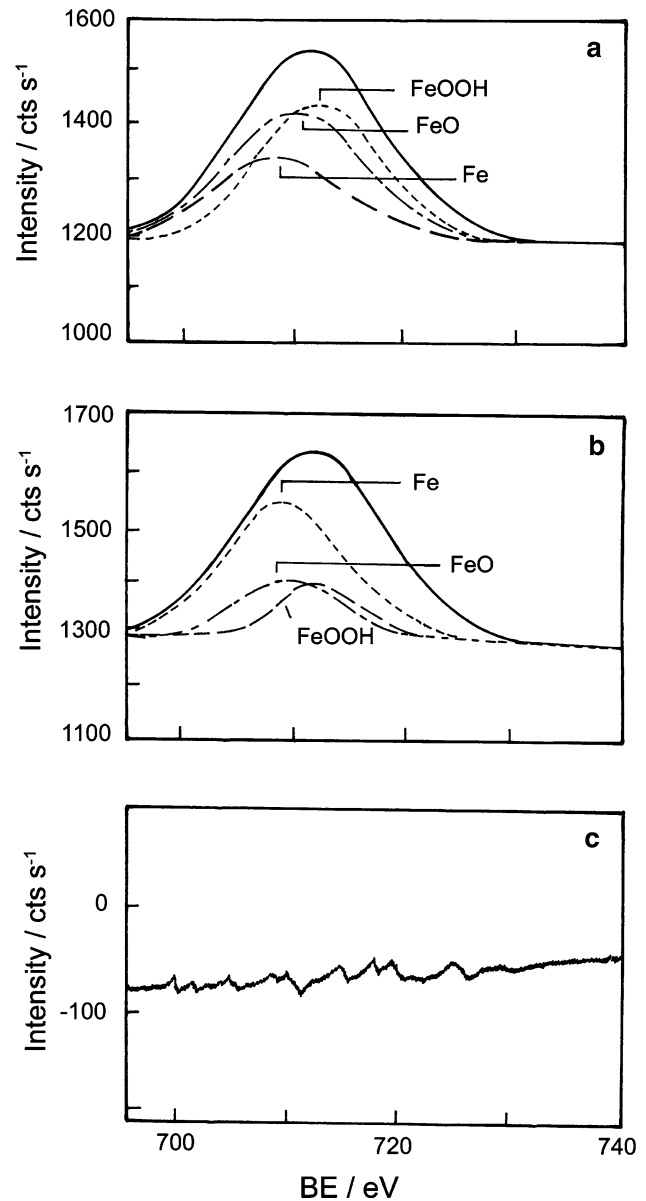 1600
a
FeOOH
1400
FeO
Fe
1200
1000
Intensity / cts s⁻¹
1700
b
Fe
1500
FeO
1300
FeOOH
1100
Intensity / cts s⁻¹
c
0
-100
Intensity / cts s⁻¹
700 720 740
BE / eV